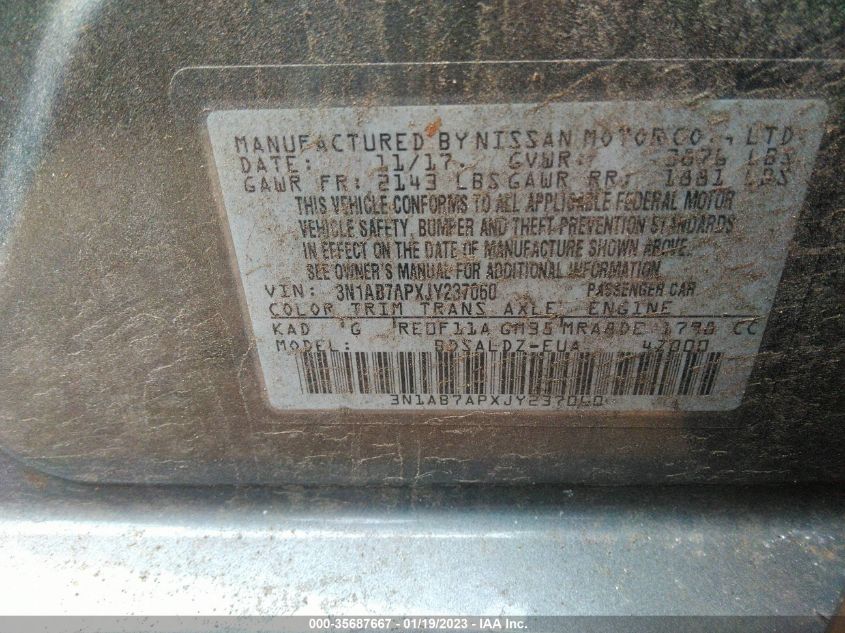 MANUFACTURED BY NISSAN MOTOR CO., LTD.
DATE: 11/17. GVWR: 3676 LBS
GAWR FR: 2143 LBS GAWR RR: 1881 LBS
THIS VEHICLE CONFORMS TO ALL APPLICABLE FEDERAL MOTOR
VEHICLE SAFETY, BUMPER AND THEFT PREVENTION STANDARDS
IN EFFECT ON THE DATE OF MANUFACTURE SHOWN ABOVE.
SEE OWNER'S MANUAL FOR ADDITIONAL INFORMATION.
VIN: 3N1AB7APXJY237060 PASSENGER CAR
COLOR TRIM TRANS AXLE ENGINE
KAD G RE0F11A GM35 MRA8DE 1798 CC
MODEL: BDSALDZ-EUA 47000
3N1AB7APXJY237060
000-35687667 - 01/19/2023 - IAA, Inc.